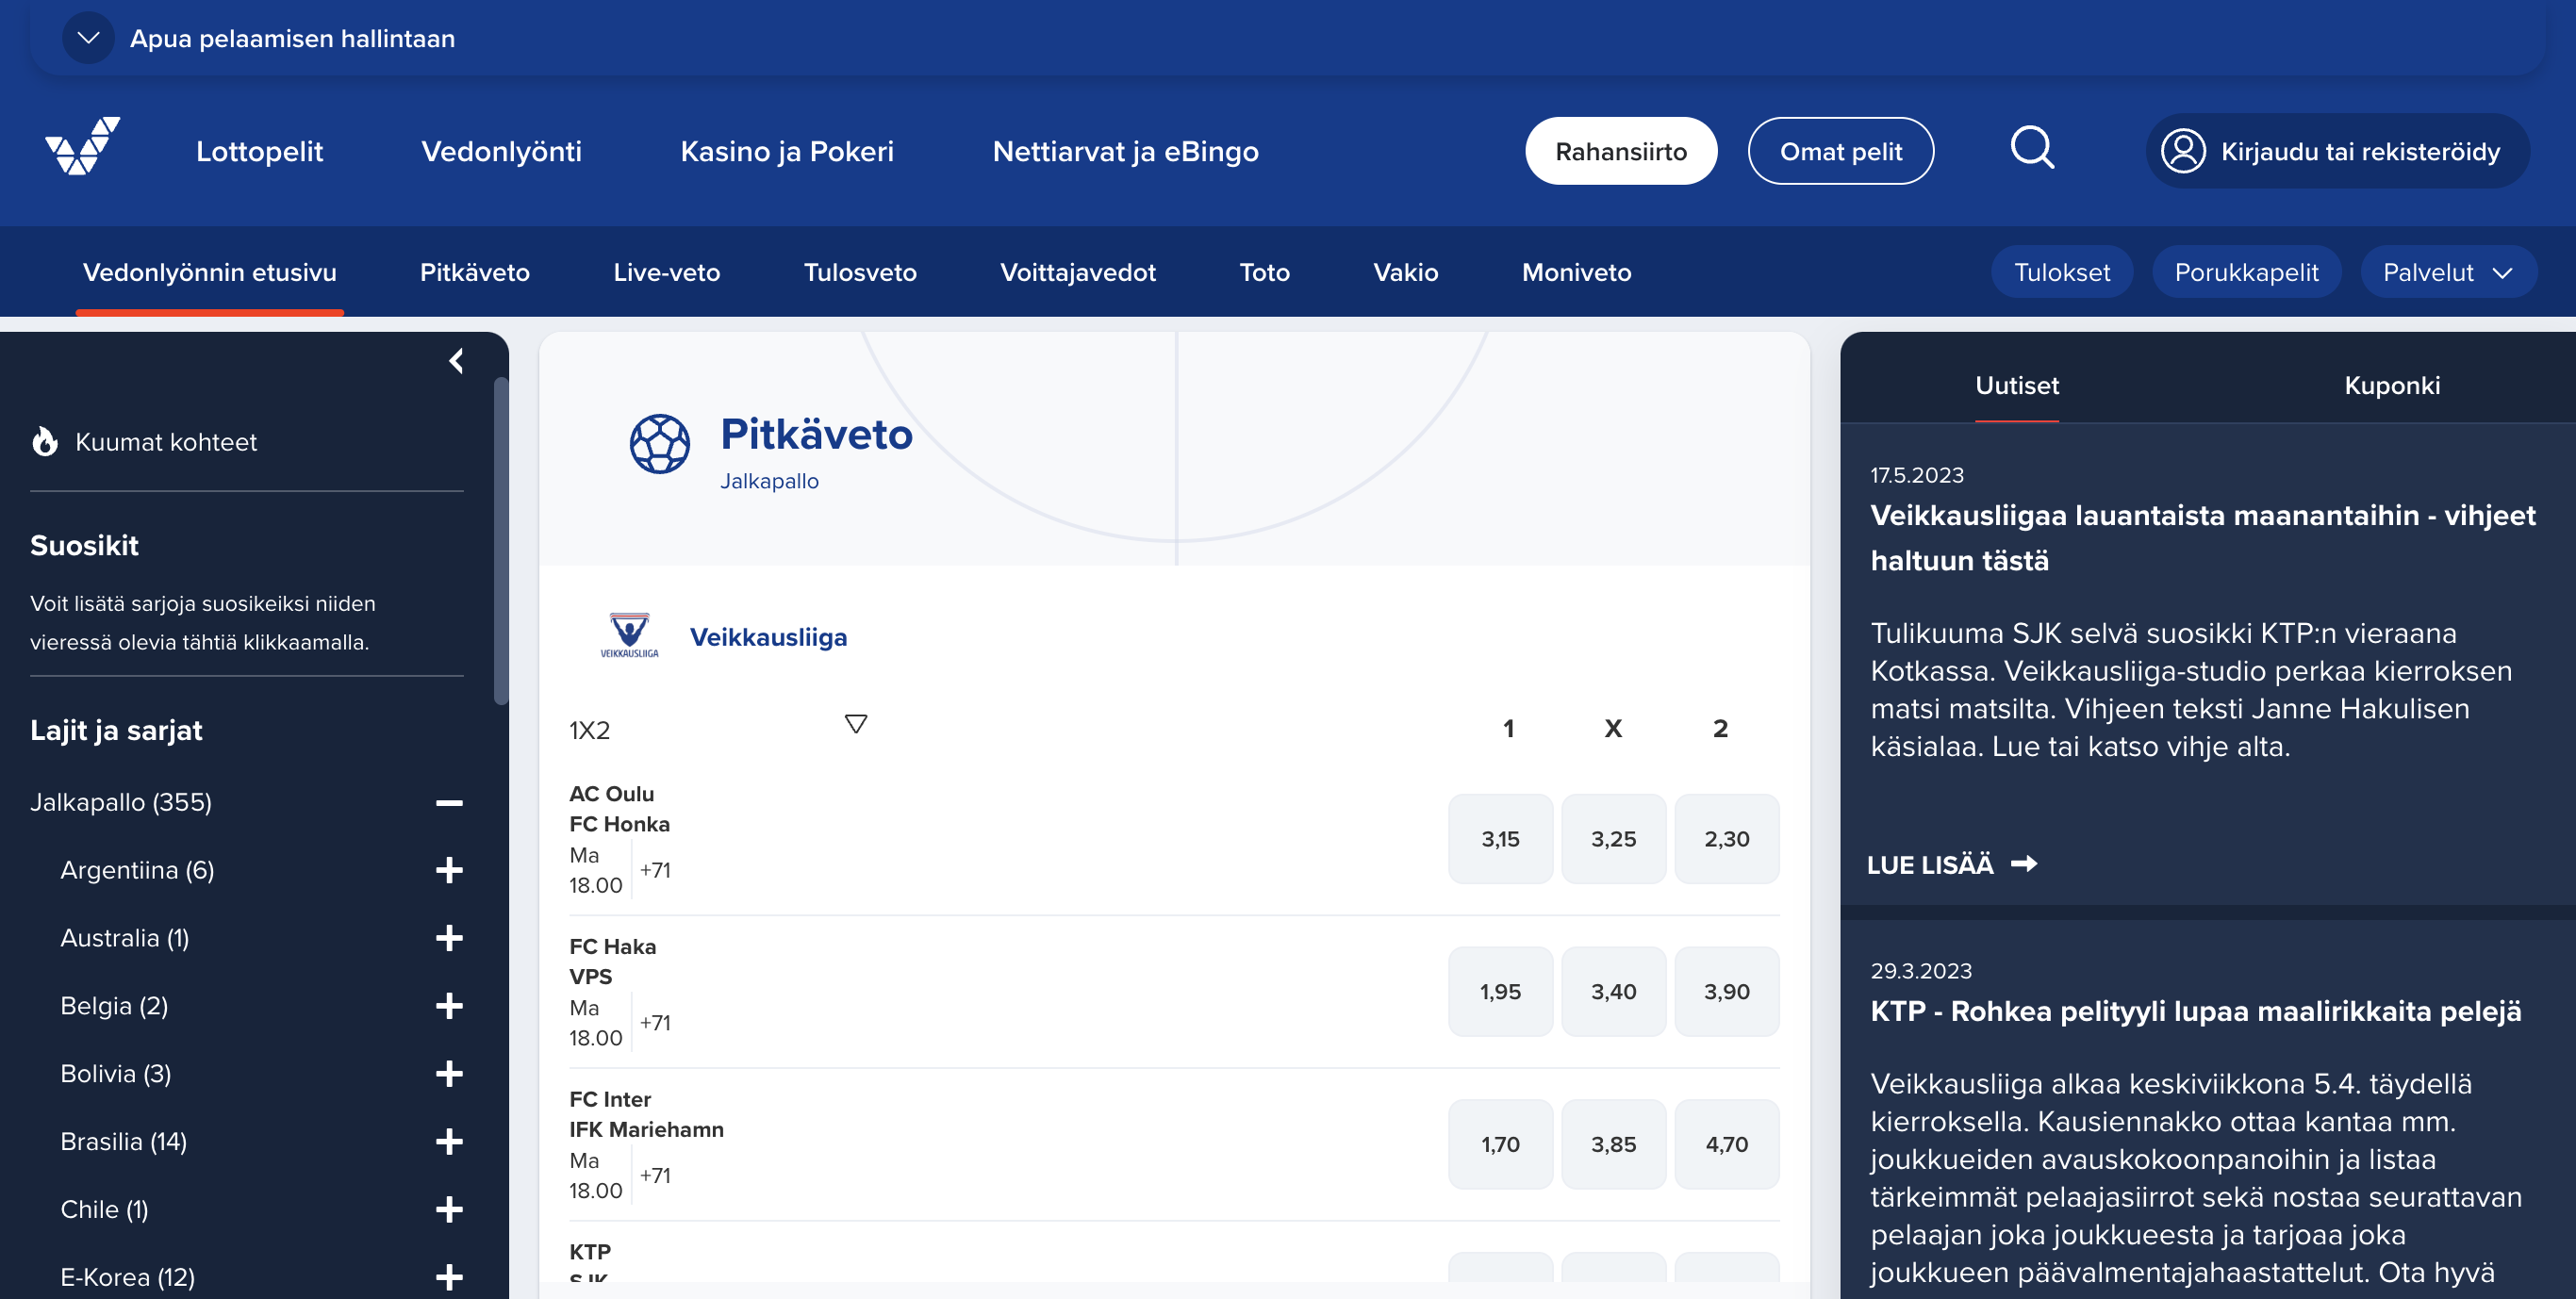 Apua pelaamisen hallintaan
Lottopelit
Vedonlyönti
Kasino ja Pokeri
Nettiarvat ja eBingo
Rahansiirto
Omat pelit
Kirjaudu tai rekisteröidy
Vedonlyönnin etusivu
Pitkäveto
Live-veto
Tulosveto
Voittajavedot
Toto
Vakio
Moniveto
Tulokset
Porukkapelit
Palvelut
Kuumat kohteet
Suosikit
Voit lisätä sarjoja suosikeiksi niiden
vieressä olevia tähtiä klikkaamalla.
Lajit ja sarjat
Jalkapallo (355)
Argentiina (6)
Australia (1)
Belgia (2)
Bolivia (3)
Brasilia (14)
Chile (1)
E-Korea (12)
Pitkäveto
Jalkapallo
VEIKKAUSLIIGA
Veikkausliiga
1X2
1
X
2
AC Oulu
FC Honka
Ma
18.00
+71
3,15
3,25
2,30
FC Haka
VPS
Ma
18.00
+71
1,95
3,40
3,90
FC Inter
IFK Mariehamn
Ma
18.00
+71
1,70
3,85
4,70
KTP
SJK
Uutiset
Kuponki
17.5.2023
Veikkausliigaa lauantaista maanantaihin - vihjeet
haltuun tästä
Tulikuuma SJK selvä suosikki KTP:n vieraana
Kotkassa. Veikkausliiga-studio perkaa kierroksen
matsi matsilta. Vihjeen teksti Janne Hakulisen
käsialaa. Lue tai katso vihje alta.
LUE LISÄÄ
29.3.2023
KTP - Rohkea pelityyli lupaa maalirikkaita pelejä
Veikkausliiga alkaa keskiviikkona 5.4. täydellä
kierroksella. Kausiennakko ottaa kantaa mm.
joukkueiden avauskokoonpanoihin ja listaa
tärkeimmät pelaajasiirrot sekä nostaa seurattavan
pelaajan joka joukkueesta ja tarjoaa joka
joukkueen päävalmentajahaastattelut. Ota hyvä